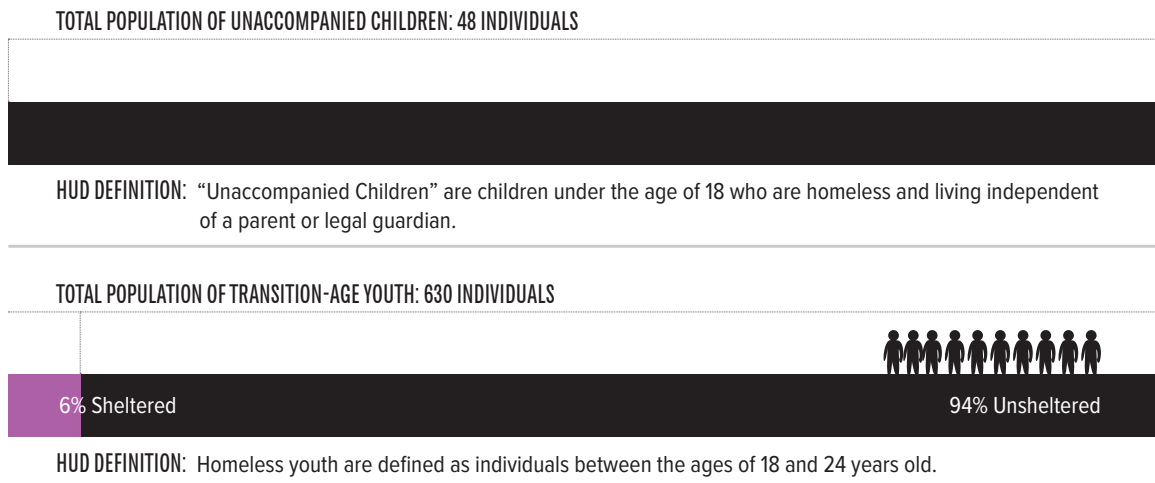 TOTAL POPULATION OF UNACCOMPANIED CHILDREN: 48 INDIVIDUALS
HUD DEFINITION: “Unaccompanied Children” are children under the age of 18 who are homeless and living independent
of a parent or legal guardian.
TOTAL POPULATION OF TRANSITION-AGE YOUTH: 630 INDIVIDUALS
6% Sheltered
94% Unsheltered
HUD DEFINITION: Homeless youth are defined as individuals between the ages of 18 and 24 years old.